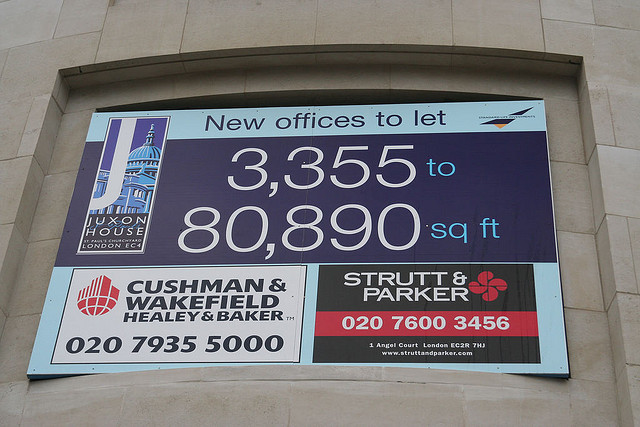 New offices to let
3,355 to
80,890 sq ft
J
JUXON
HOUSE
ST. PAUL'S CHURCHYARD
LONDON EC4
CUSHMAN &
WAKEFIELD
HEALEY & BAKER TM
020 7935 5000
STRUTT &
PARKER
020 7600 3456
1 Angel Court London EC2R 7HJ
www.struttandparker.com